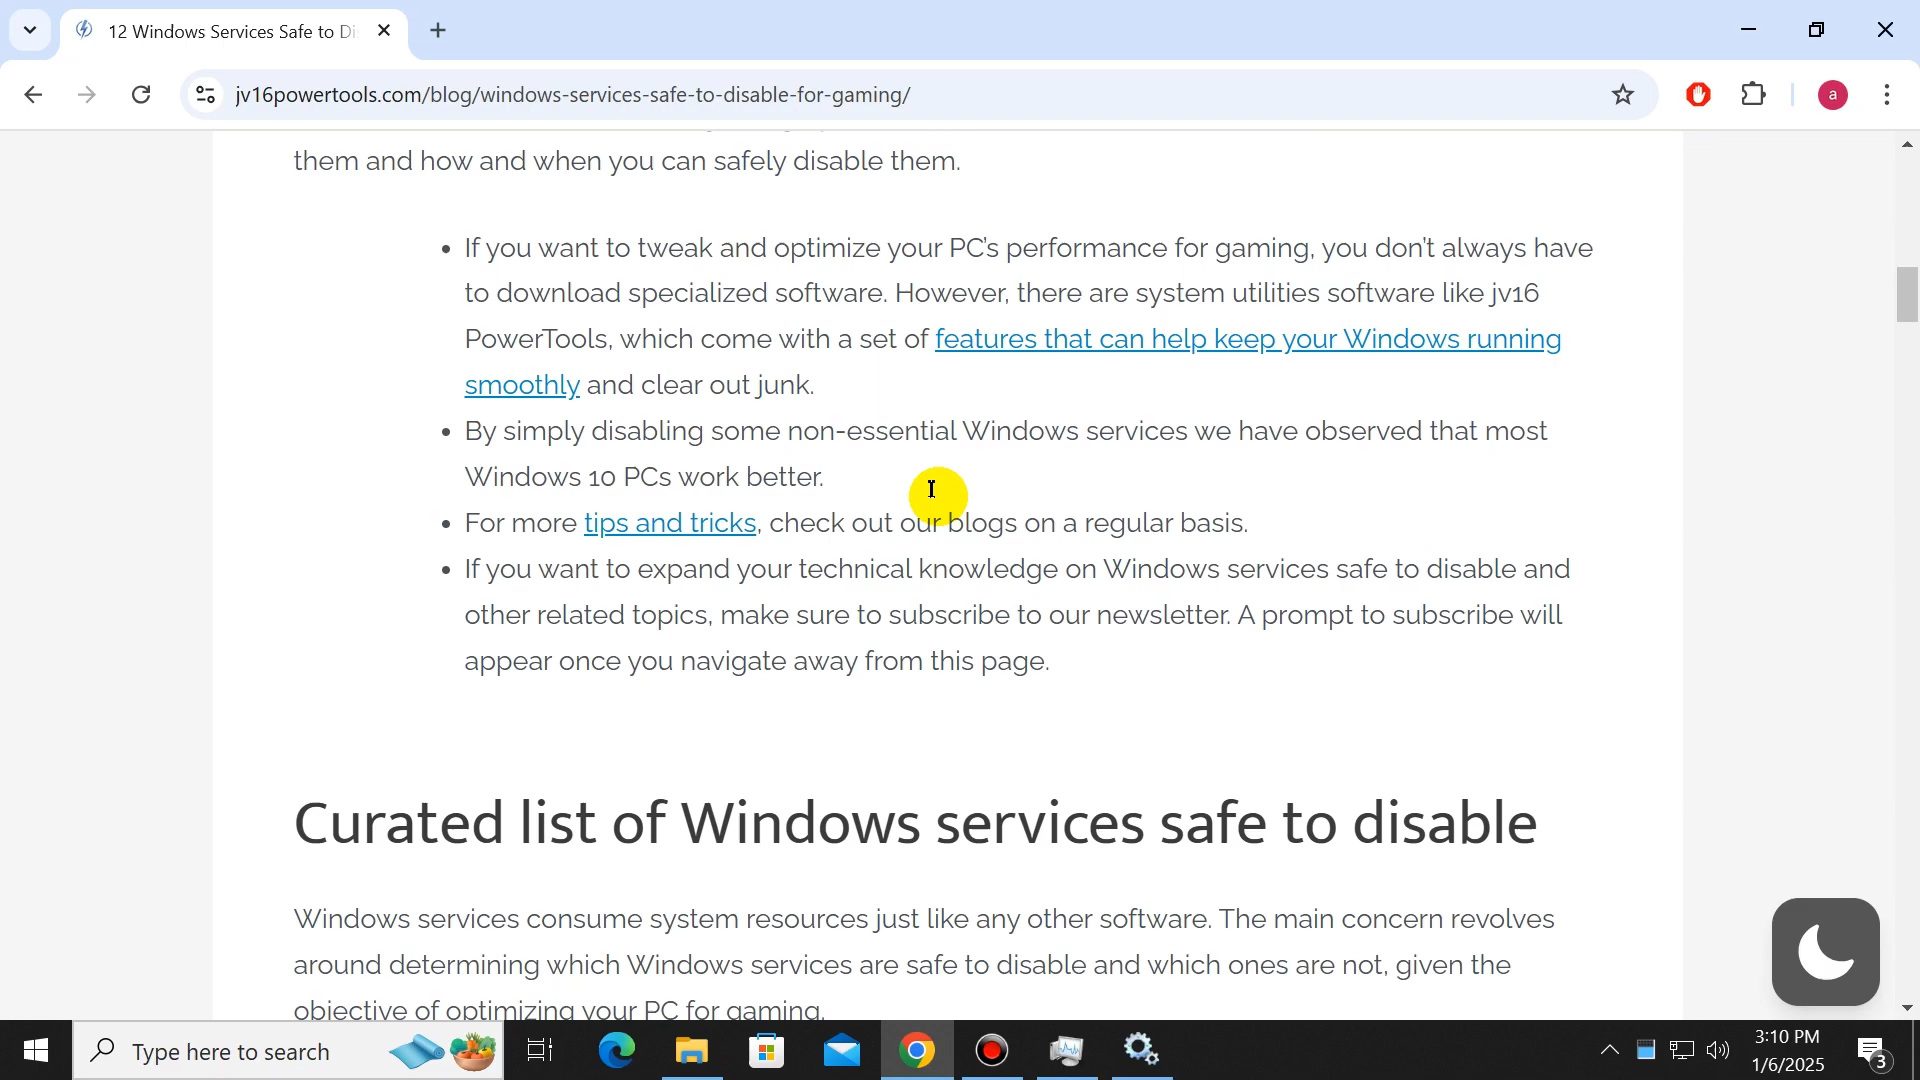 12 Windows Services Safe to Di
jv16powertools.com/blog/windows-services-safe-to-disable-for-gaming/
a
them and how and when you can safely disable them.
• If you want to tweak and optimize your PC's performance for gaming, you don't always have
to download specialized software. However, there are system utilities software like jv16
PowerTools, which come with a set of features that can help keep your Windows running
smoothly and clear out junk.
• By simply disabling some non-essential Windows services we have observed that most
Windows 10 PCs work better.
• For more tips and tricks, check out our blogs on a regular basis.
• If you want to expand your technical knowledge on Windows services safe to disable and
other related topics, make sure to subscribe to our newsletter. A prompt to subscribe will
appear once you navigate away from this page.
Curated list of Windows services safe to disable
Windows services consume system resources just like any other software. The main concern revolves
around determining which Windows services are safe to disable and which ones are not, given the
objective of optimizing your PC for gaming.
Type here to search
3:10 PM
1/6/2025
3